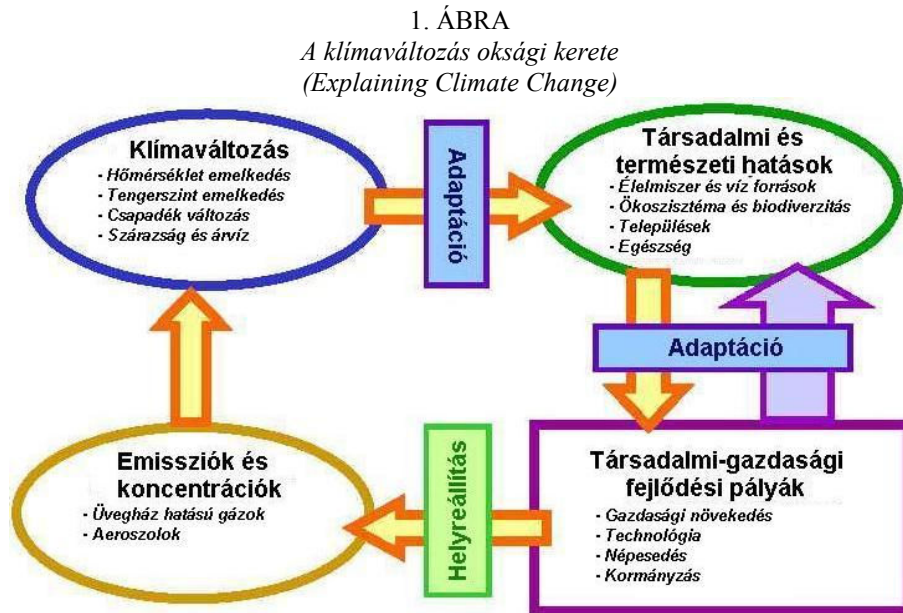 1. ÁBRA
A klímaváltozás oksági kerete
(Explaining Climate Change)
Klímaváltozás
- Hőmérséklet emelkedés
- Tengerszint emelkedés
- Csapadék változás
- Szárazság és árvíz
Adaptáció
Társadalmi és
természeti hatások
- Élelmiszer és víz források
- Ökoszisztéma és biodiverzitás
- Települések
- Egészség
Adaptáció
Társadalmi-gazdasági
fejlődési pályák
- Gazdasági növekedés
- Technológia
- Népesedés
- Kormányzás
Helyreállítás
Emissziók és
koncentrációk
- Üvegház hatású gázok
- Aeroszolok